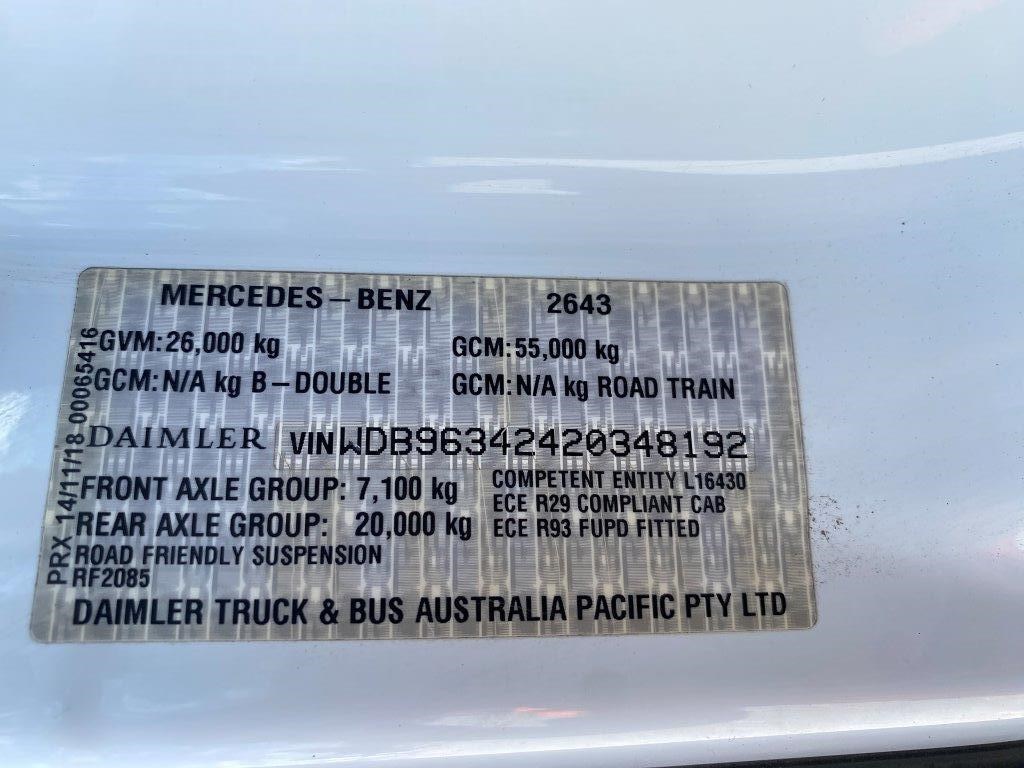 MERCEDES-BENZ 2643
GVM: 26,000 kg GCM: 55,000 kg
GCM: N/A kg B-DOUBLE GCM: N/A kg ROAD TRAIN
DAIMLER VIN WDB96342420348192
FRONT AXLE GROUP: 7,100 kg
REAR AXLE GROUP: 20,000 kg
COMPETENT ENTITY L16430
ECE R29 COMPLIANT CAB
ECE R93 FUPD FITTED
ROAD FRIENDLY SUSPENSION
RF2085
DAIMLER TRUCK & BUS AUSTRALIA PACIFIC PTY LTD
PRX 14/11/18 00065416